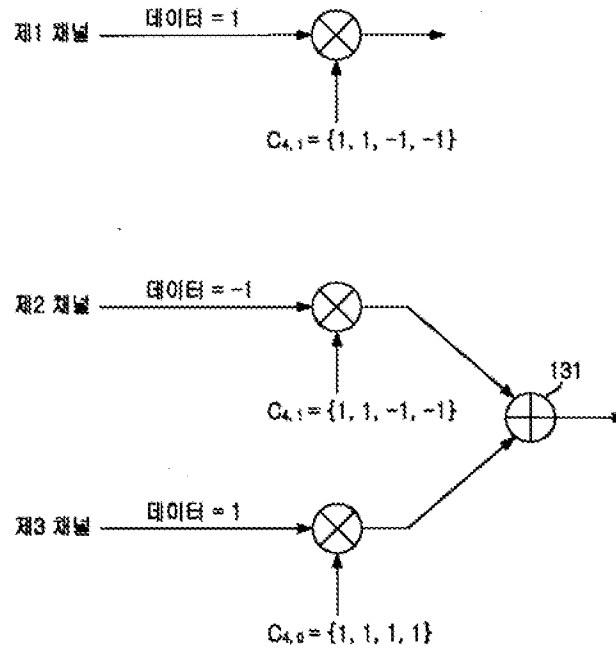 제1 채널 데이터 = 1
C4, 1 = {1, 1, -1, -1}
제2 채널 데이터 = -1
131
C4, 1 = {1, 1, -1, -1}
제3 채널 데이터 = 1
C4, 0 = {1, 1, 1, 1}